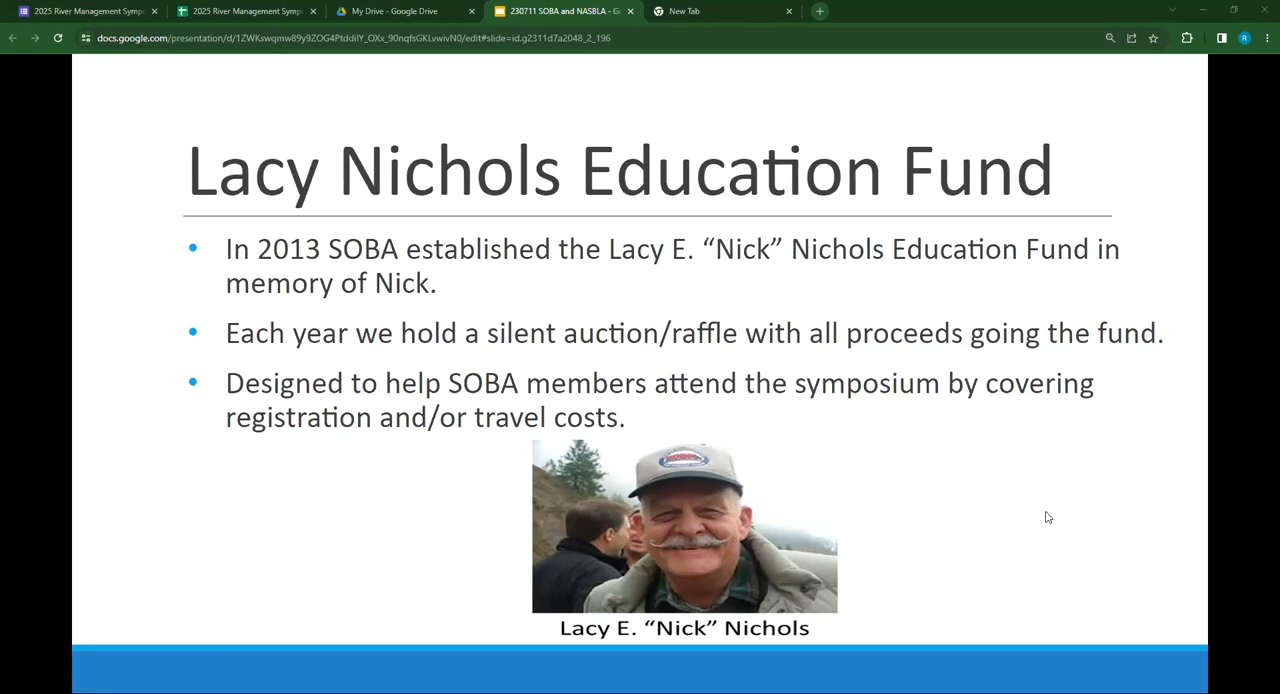 2025 River Management Symp
2025 River Management Symp
My Drive - Google Drive
230711 SOBA and NASBLA - G
New Tab
docs.google.com/presentation/d/1ZWKswqmw89y9ZOG4PtddilY_OXx_90nqfsGKLvwivN0/edit#slide=id.g2311d7a2048_2_196
R
Lacy Nichols Education Fund
• In 2013 SOBA established the Lacy E. “Nick” Nichols Education Fund in
memory of Nick.
• Each year we hold a silent auction/raffle with all proceeds going the fund.
• Designed to help SOBA members attend the symposium by covering
registration and/or travel costs.
Lacy E. “Nick” Nichols